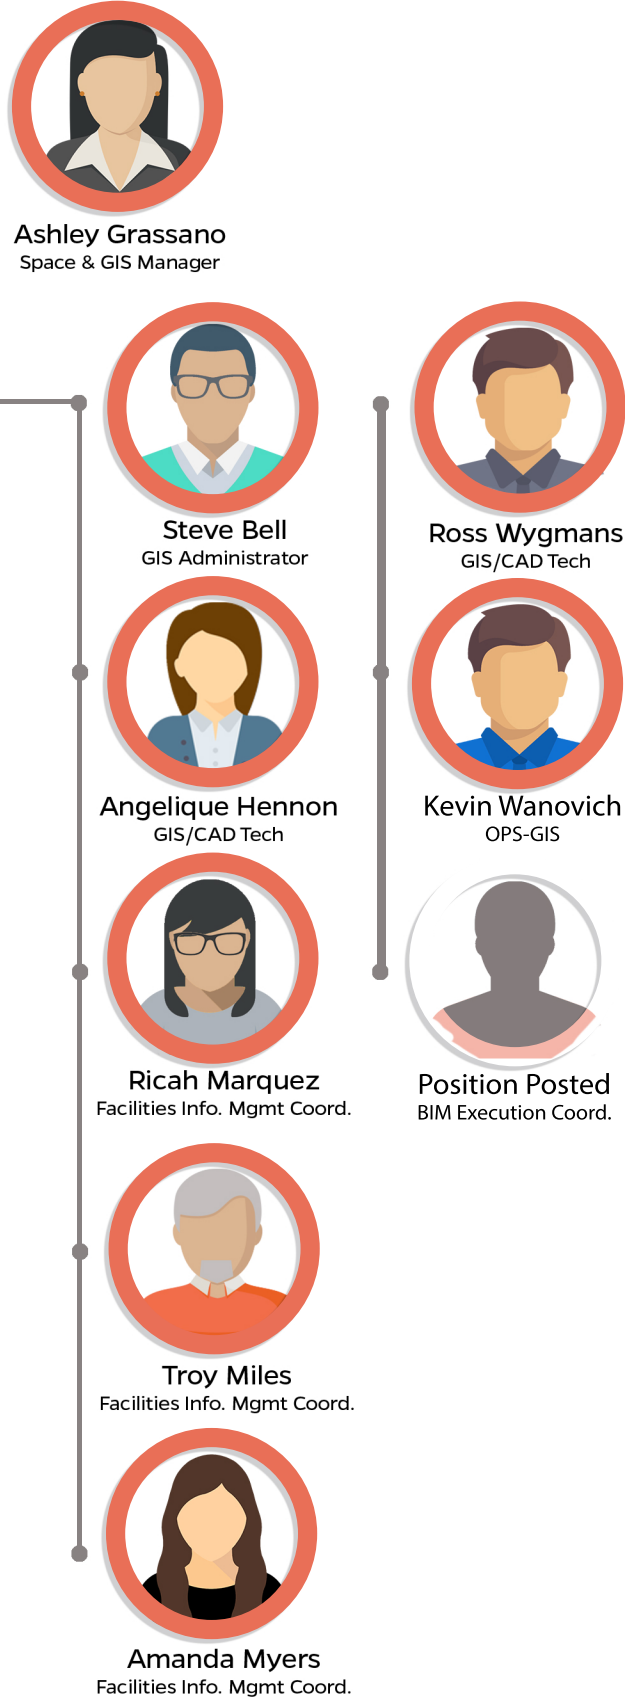 Ashley Grassano
Space & GIS Manager
Steve Bell
GIS Administrator
Ross Wygmans
GIS/CAD Tech
Angelique Hennon
GIS/CAD Tech
Kevin Wanovich
OPS-GIS
Ricah Marquez
Facilities Info. Mgmt Coord.
Position Posted
BIM Execution Coord.
Troy Miles
Facilities Info. Mgmt Coord.
Amanda Myers
Facilities Info. Mgmt Coord.